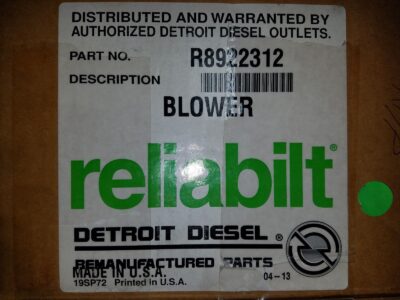 DISTRIBUTED AND WARRANTED BY
AUTHORIZED DETROIT DIESEL OUTLETS.
PART NO. R8922312
DESCRIPTION
BLOWER
reliabilt®
DETROIT DIESEL®
REMANUFACTURED PARTS
MADE IN U.S.A.
04-13
19SP72 Printed in U.S.A.